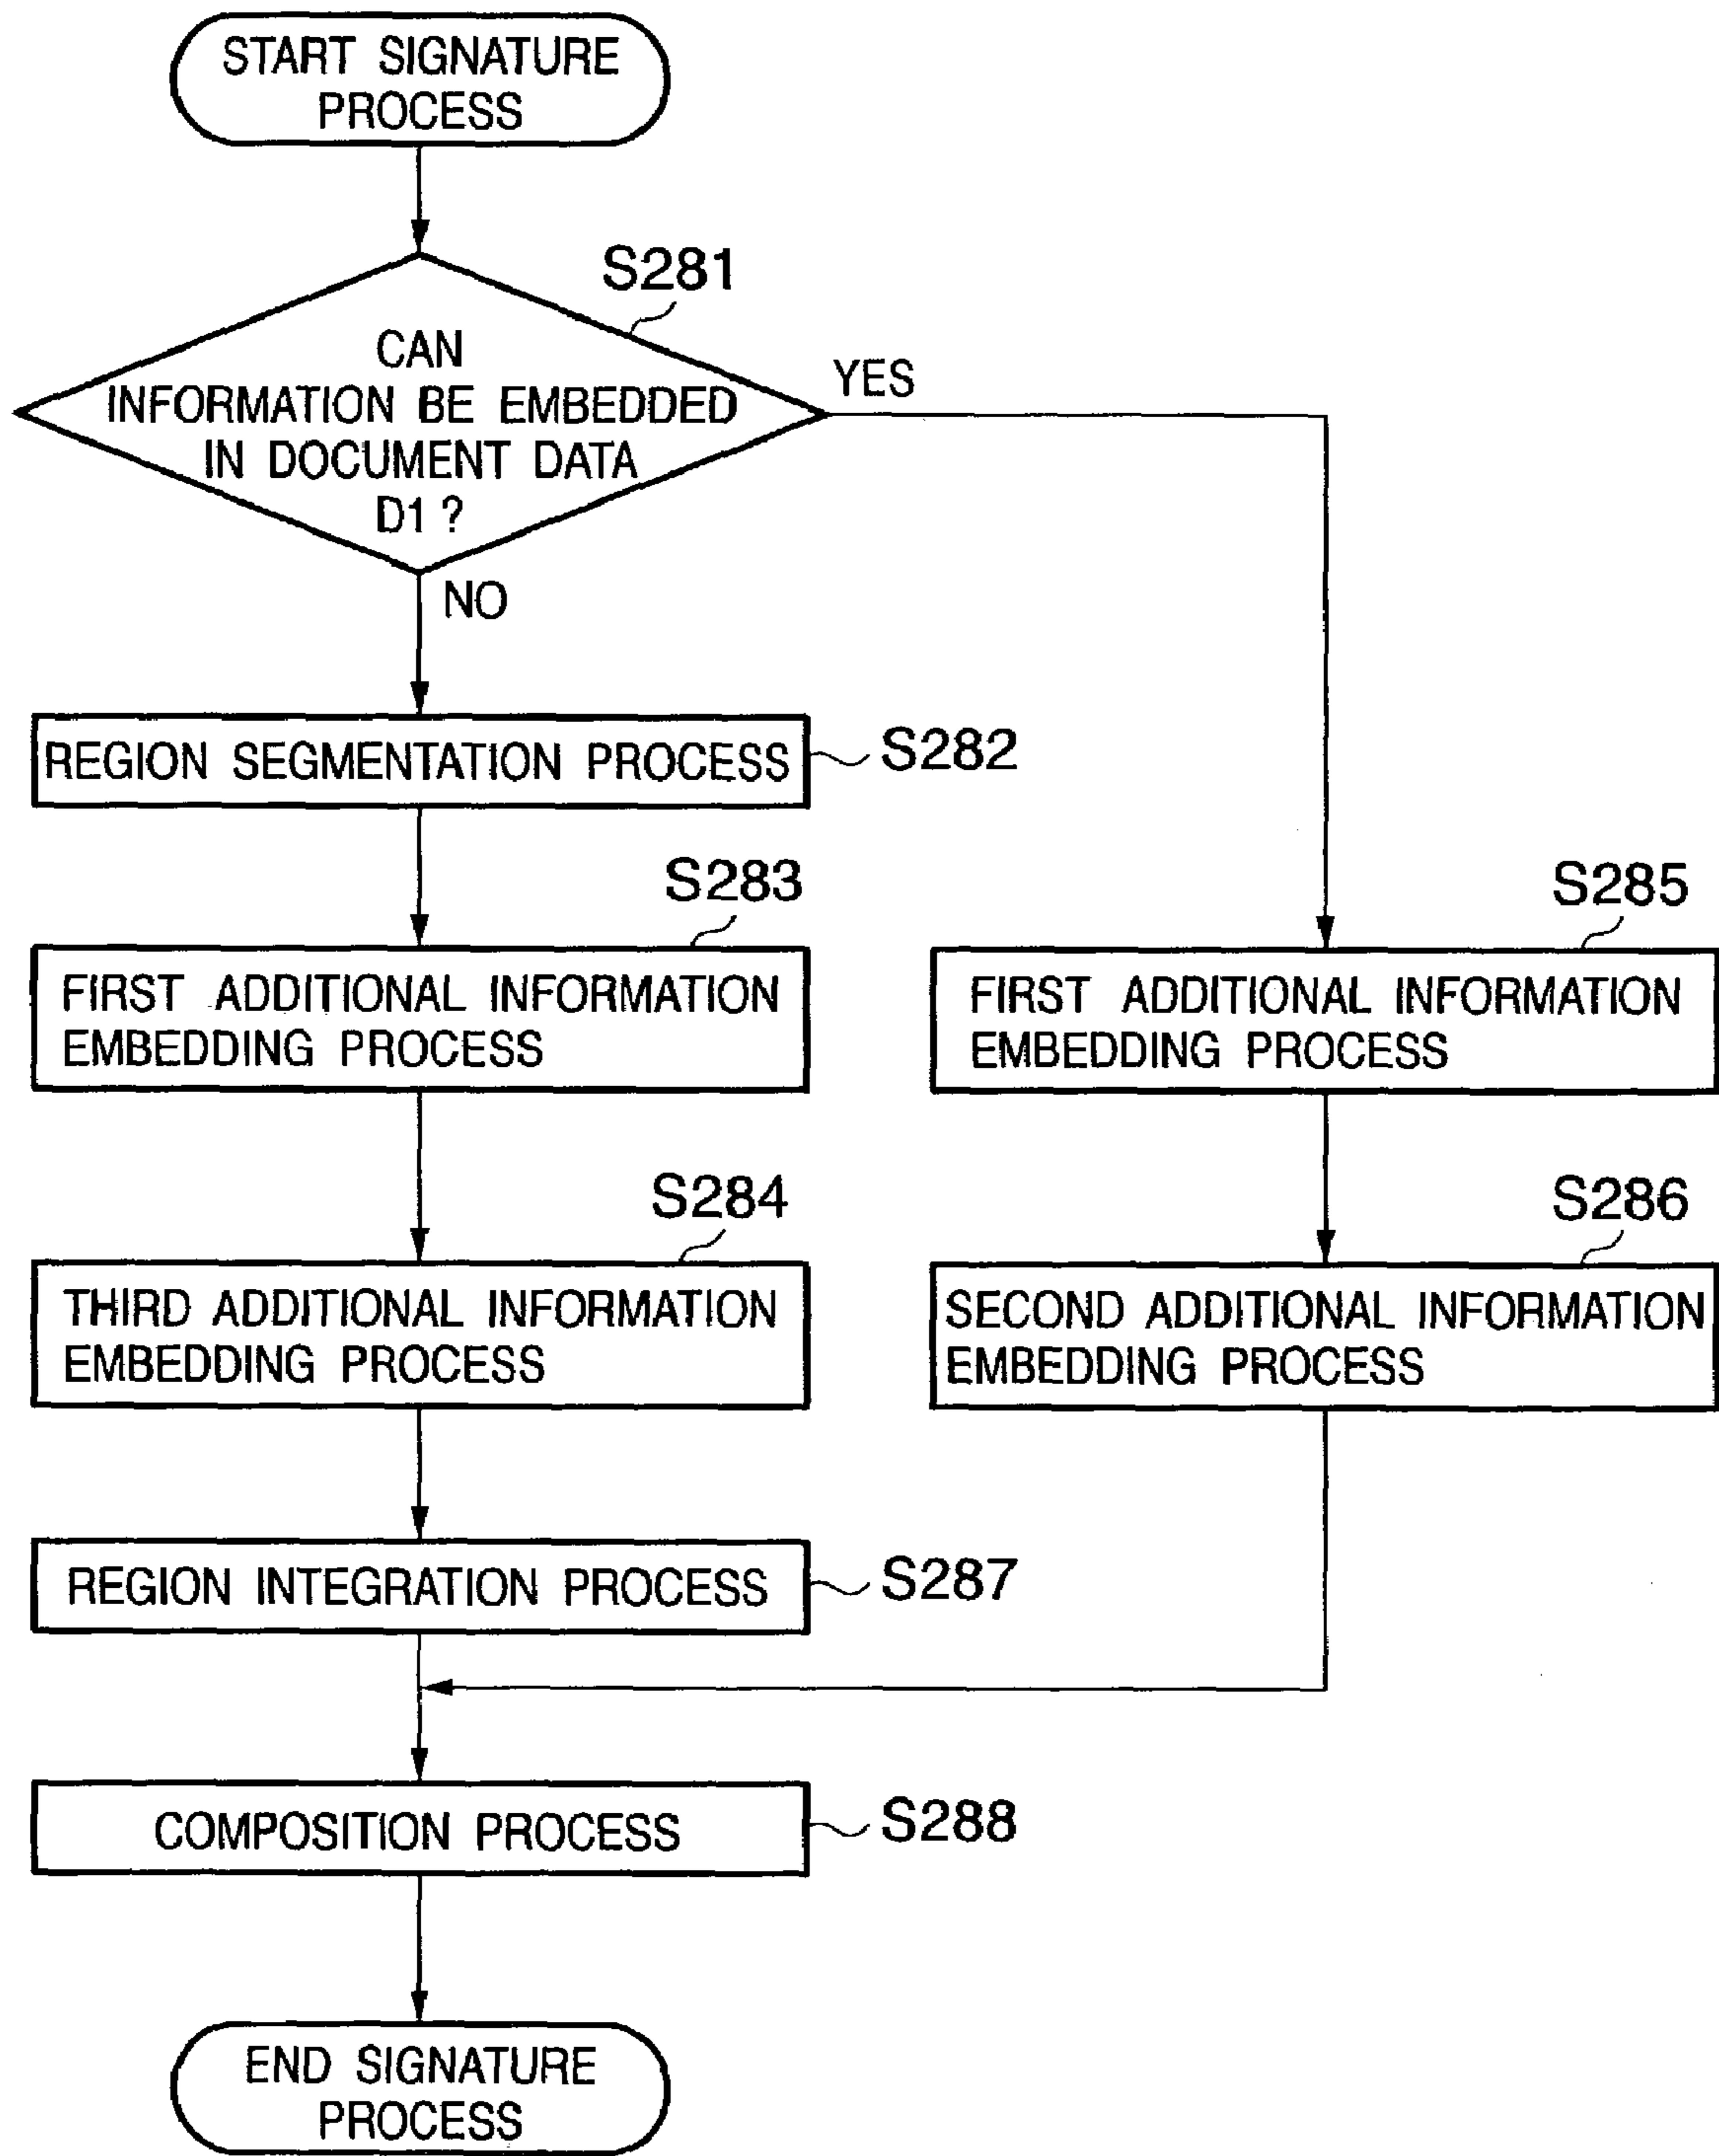 START SIGNATURE
PROCESS
S281
CAN
INFORMATION BE EMBEDDED
IN DOCUMENT DATA
D1 ?
YES
NO
REGION SEGMENTATION PROCESS
S282
S283
FIRST ADDITIONAL INFORMATION
EMBEDDING PROCESS
S285
FIRST ADDITIONAL INFORMATION
EMBEDDING PROCESS
S284
THIRD ADDITIONAL INFORMATION
EMBEDDING PROCESS
S286
SECOND ADDITIONAL INFORMATION
EMBEDDING PROCESS
REGION INTEGRATION PROCESS
S287
COMPOSITION PROCESS
S288
END SIGNATURE
PROCESS